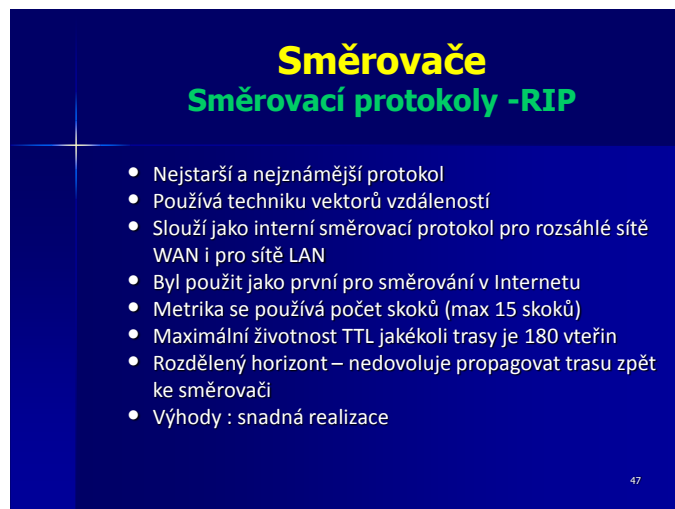 Směrovače
Směrovací protokoly -RIP
• Nejstarší a nejznámější protokol
• Používá techniku vektorů vzdáleností
• Slouží jako interní směrovací protokol pro rozsáhlé sítě
WAN i pro sítě LAN
• Byl použit jako první pro směrování v Internetu
• Metrika se používá počet skoků (max 15 skoků)
• Maximální životnost TTL jakékoli trasy je 180 vteřin
• Rozdělený horizont – nedovoluje propagovat trasu zpět
ke směrovači
• Výhody : snadná realizace
47